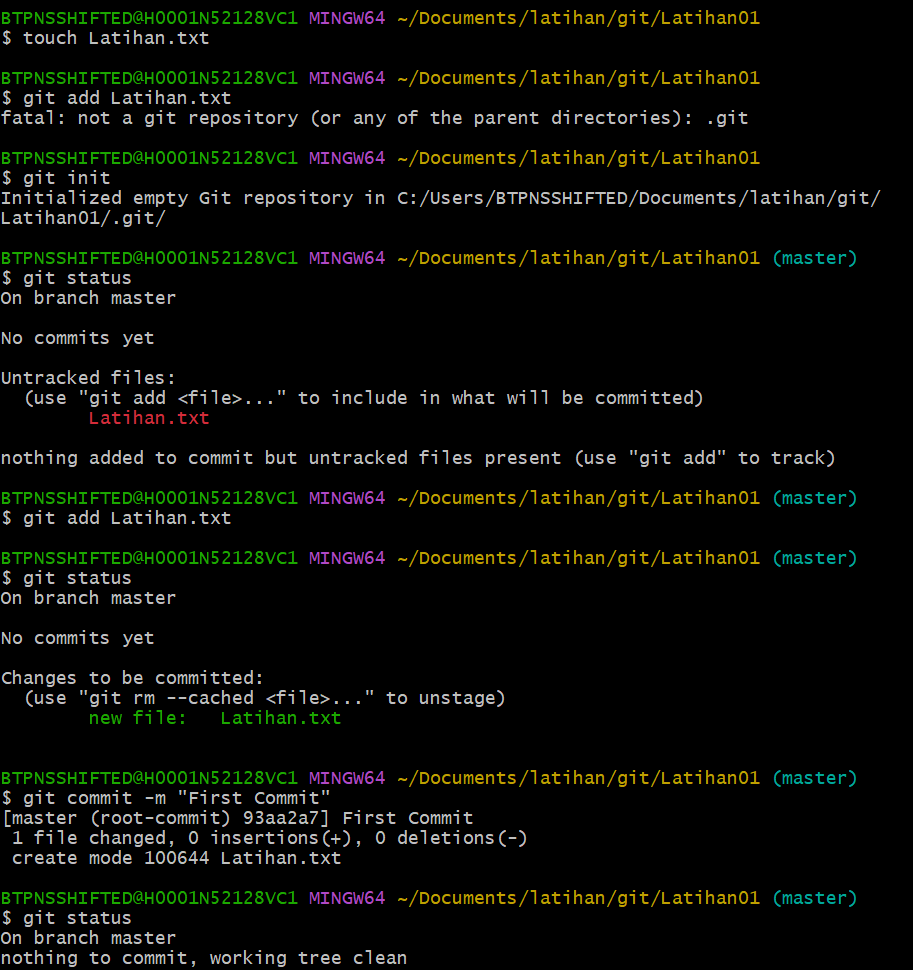 BTPNSSHIFTED@H0001N52128VC1 MINGW64 ~/Documents/latihan/git/Latihan01
$ touch Latihan.txt
BTPNSSHIFTED@H0001N52128VC1 MINGW64 ~/Documents/latihan/git/Latihan01
$ git add Latihan.txt
fatal: not a git repository (or any of the parent directories): .git
BTPNSSHIFTED@H0001N52128VC1 MINGW64 ~/Documents/latihan/git/Latihan01
$ git init
Initialized empty Git repository in C:/Users/BTPNSSHIFTED/Documents/latihan/git/
Latihan01/.git/
BTPNSSHIFTED@H0001N52128VC1 MINGW64 ~/Documents/latihan/git/Latihan01 (master)
$ git status
On branch master
No commits yet
Untracked files:
  (use "git add <file>..." to include in what will be committed)
        Latihan.txt
nothing added to commit but untracked files present (use "git add" to track)
BTPNSSHIFTED@H0001N52128VC1 MINGW64 ~/Documents/latihan/git/Latihan01 (master)
$ git add Latihan.txt
BTPNSSHIFTED@H0001N52128VC1 MINGW64 ~/Documents/latihan/git/Latihan01 (master)
$ git status
On branch master
No commits yet
Changes to be committed:
  (use "git rm --cached <file>..." to unstage)
        new file:   Latihan.txt
BTPNSSHIFTED@H0001N52128VC1 MINGW64 ~/Documents/latihan/git/Latihan01 (master)
$ git commit -m "First Commit"
[master (root-commit) 93aa2a7] First Commit
 1 file changed, 0 insertions(+), 0 deletions(-)
 create mode 100644 Latihan.txt
BTPNSSHIFTED@H0001N52128VC1 MINGW64 ~/Documents/latihan/git/Latihan01 (master)
$ git status
On branch master
nothing to commit, working tree clean